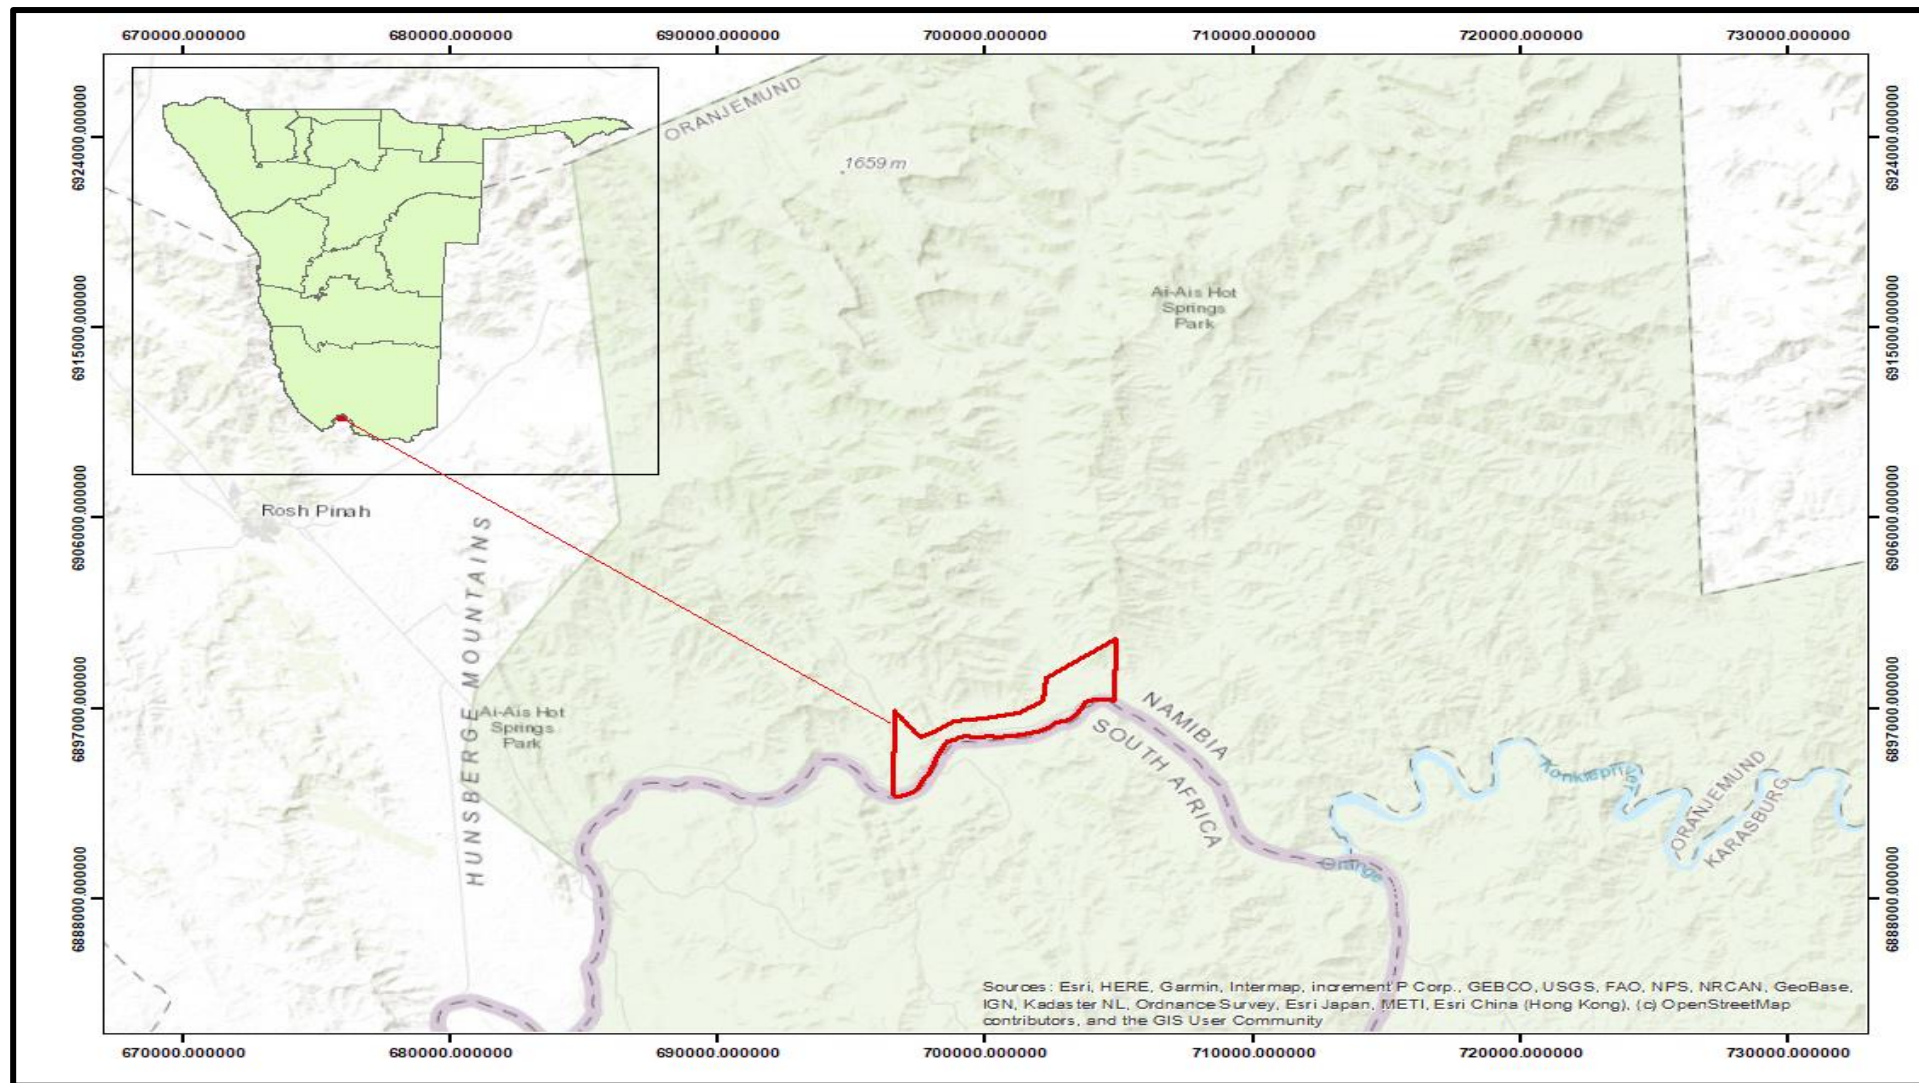 670000.000000 680000.000000 690000.000000 700000.000000 710000.000000 720000.000000 730000.000000
6924000.000000
6915000.000000
6906000.000000
6897000.000000
6888000.000000
ORANJEMUND
1659 m
Ai-Ais Hot
Springs
Park
Rosh Pinah
HUNSBERGE MOUNTAINS
Ai-Ais Hot
Springs
Park
NAMIBIA
SOUTH AFRICA
Konkiep River
Orange
ORANJEMUND
KARASBURG
6924000.000000
6915000.000000
6906000.000000
6897000.000000
6888000.000000
Sources: Esri, HERE, Garmin, Intermap, increment P Corp., GEBCO, USGS, FAO, NPS, NRCAN, GeoBase,
IGN, Kadaster NL, Ordnance Survey, Esri Japan, METI, Esri China (Hong Kong), (c) OpenStreetMap
contributors, and the GIS User Community
670000.000000 680000.000000 690000.000000 700000.000000 710000.000000 720000.000000 730000.000000